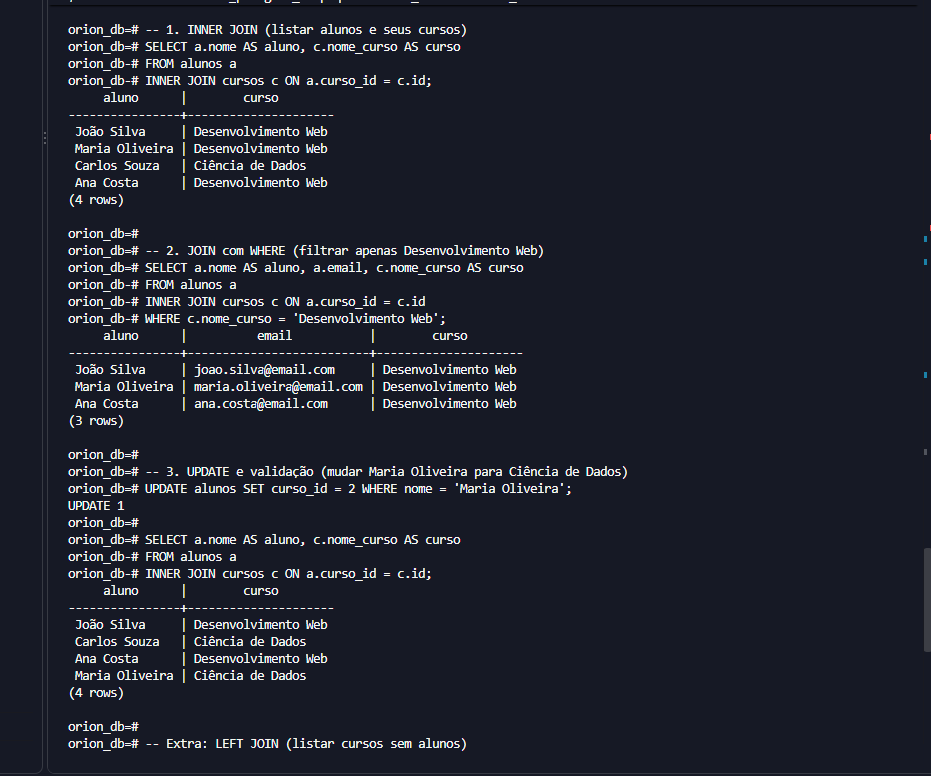 orion_db=# -- 1. INNER JOIN (listar alunos e seus cursos)
orion_db=# SELECT a.nome AS aluno, c.nome_curso AS curso
orion_db-# FROM alunos a
orion_db-# INNER JOIN cursos c ON a.curso_id = c.id;
     aluno      |        curso
----------------+---------------------
 João Silva     | Desenvolvimento Web
 Maria Oliveira | Desenvolvimento Web
 Carlos Souza   | Ciência de Dados
 Ana Costa      | Desenvolvimento Web
(4 rows)

orion_db=#
orion_db=# -- 2. JOIN com WHERE (filtrar apenas Desenvolvimento Web)
orion_db=# SELECT a.nome AS aluno, a.email, c.nome_curso AS curso
orion_db-# FROM alunos a
orion_db-# INNER JOIN cursos c ON a.curso_id = c.id
orion_db-# WHERE c.nome_curso = 'Desenvolvimento Web';
     aluno      |          email           |        curso
----------------+--------------------------+---------------------
 João Silva     | joao.silva@email.com     | Desenvolvimento Web
 Maria Oliveira | maria.oliveira@email.com | Desenvolvimento Web
 Ana Costa      | ana.costa@email.com      | Desenvolvimento Web
(3 rows)

orion_db=#
orion_db=# -- 3. UPDATE e validação (mudar Maria Oliveira para Ciência de Dados)
orion_db=# UPDATE alunos SET curso_id = 2 WHERE nome = 'Maria Oliveira';
UPDATE 1
orion_db=#
orion_db=# SELECT a.nome AS aluno, c.nome_curso AS curso
orion_db-# FROM alunos a
orion_db-# INNER JOIN cursos c ON a.curso_id = c.id;
     aluno      |        curso
----------------+---------------------
 João Silva     | Desenvolvimento Web
 Carlos Souza   | Ciência de Dados
 Ana Costa      | Desenvolvimento Web
 Maria Oliveira | Ciência de Dados
(4 rows)

orion_db=#
orion_db=# -- Extra: LEFT JOIN (listar cursos sem alunos)